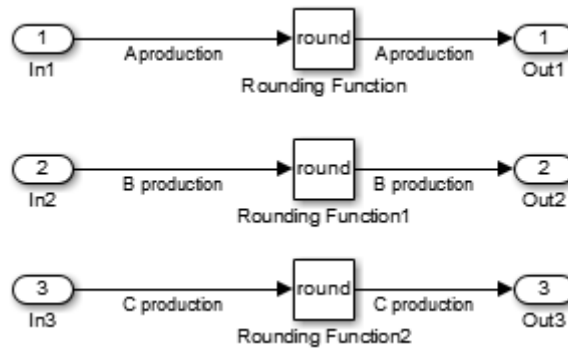 1 round 1
Aproduction Aproduction
In1 Rounding Function Out1
2 round 2
B production B production
In2 Rounding Function1 Out2
3 round 3
C production C production
In3 Rounding Function2 Out3